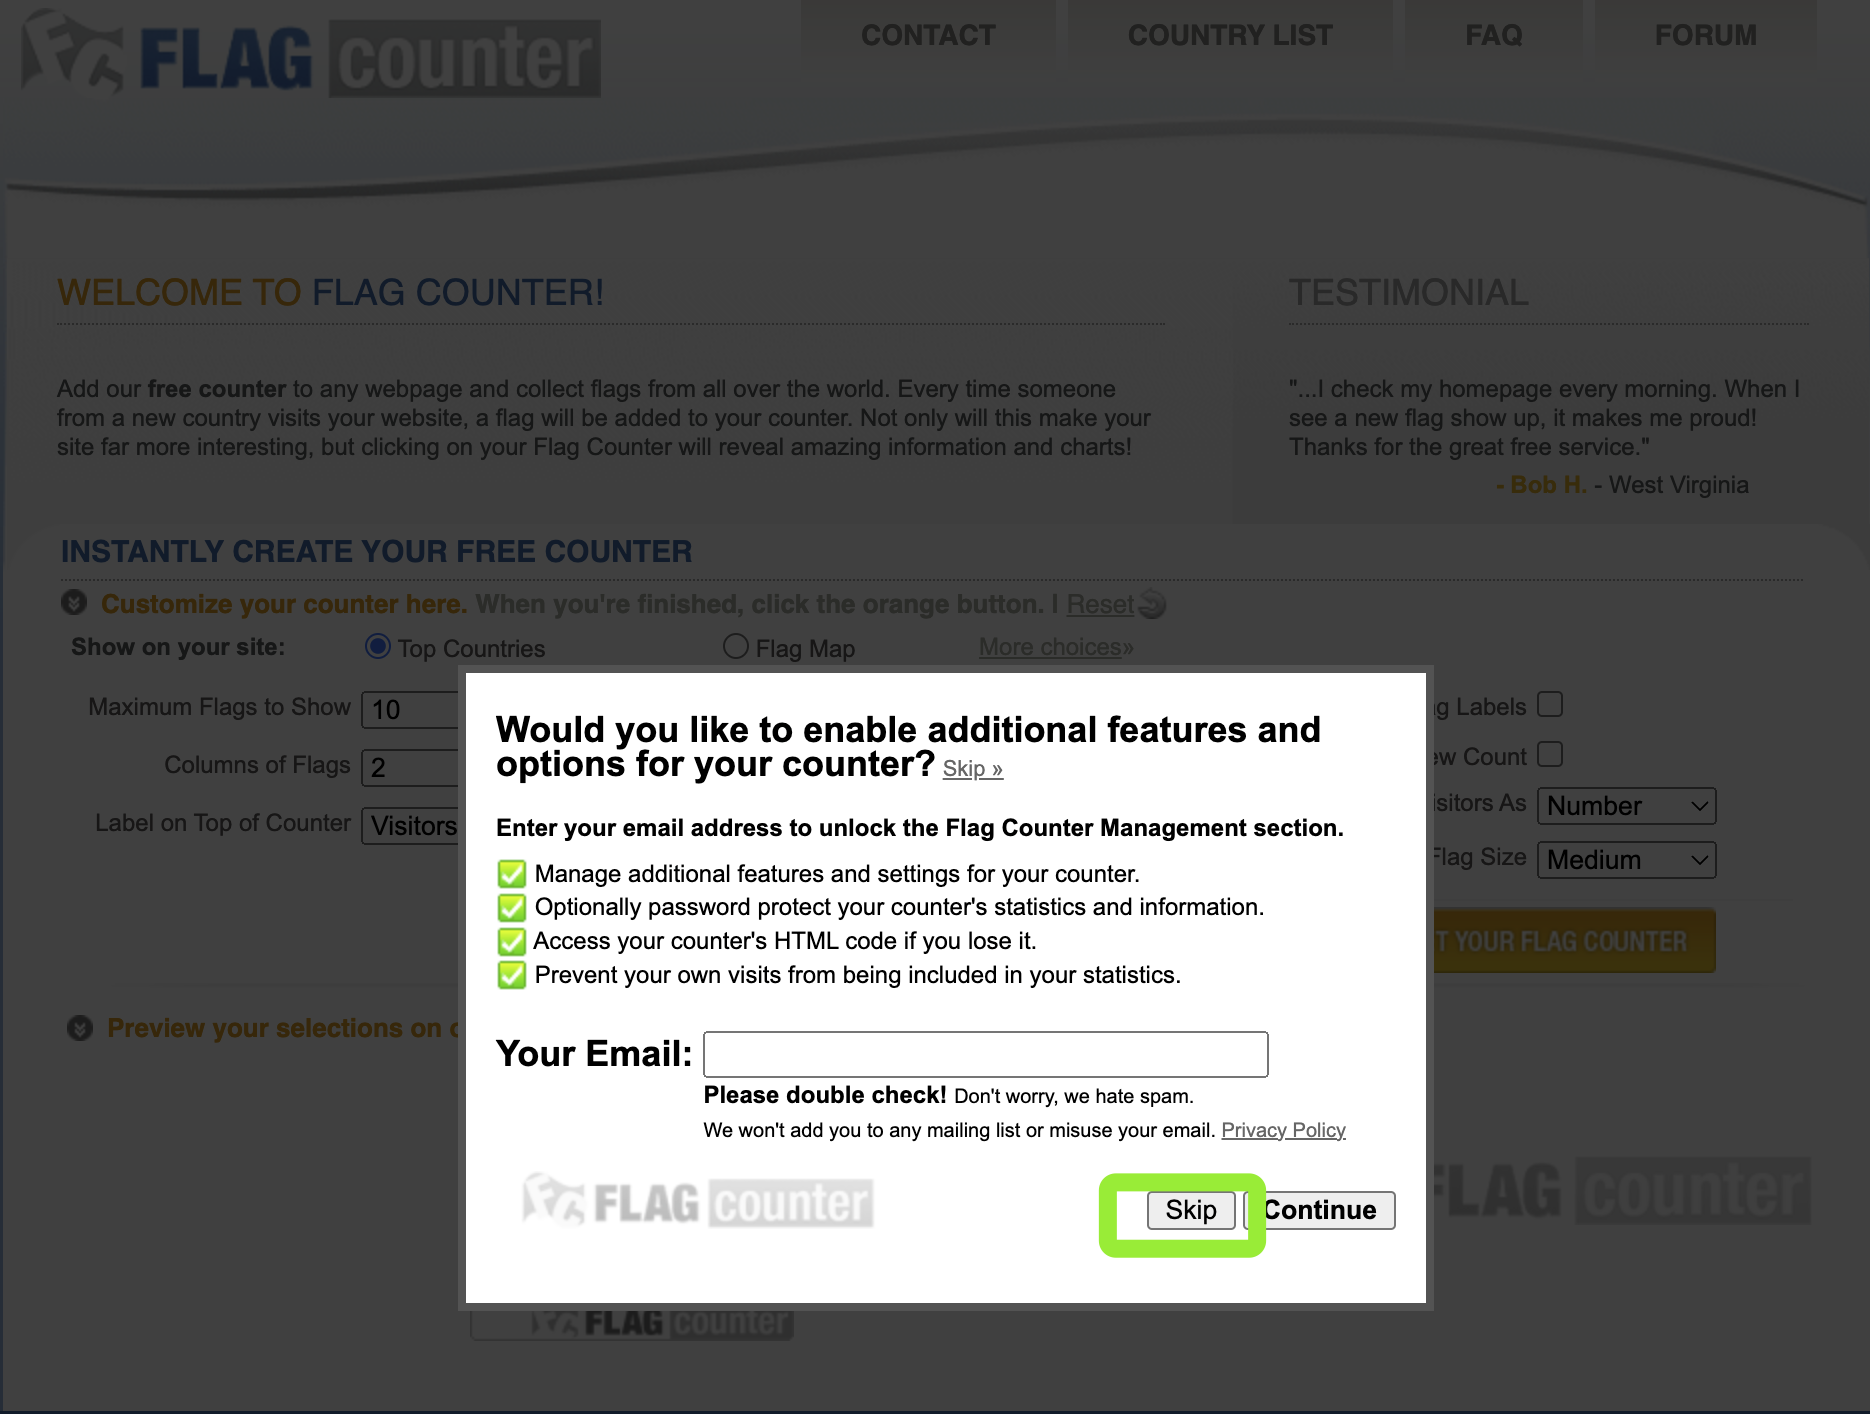 FC FLAG counter
CONTACT
COUNTRY LIST
FAQ
FORUM
WELCOME TO FLAG COUNTER!
Add our free counter to any webpage and collect flags from all over the world. Every time someone
from a new country visits your website, a flag will be added to your counter. Not only will this make your
site far more interesting, but clicking on your Flag Counter will reveal amazing information and charts!
TESTIMONIAL
"...I check my homepage every morning. When I
see a new flag show up, it makes me proud!
Thanks for the great free service."
- Bob H. - West Virginia
INSTANTLY CREATE YOUR FREE COUNTER
Customize your counter here. When you're finished, click the orange button. | Reset
Show on your site: Top Countries Flag Map More choices»
Maximum Flags to Show 10
Columns of Flags 2
Label on Top of Counter Visitors
Labels
Count
As Number
Flag Size Medium
T YOUR FLAG COUNTER
Preview your selections on
Would you like to enable additional features and
options for your counter? Skip »
Enter your email address to unlock the Flag Counter Management section.
Manage additional features and settings for your counter.
Optionally password protect your counter's statistics and information.
Access your counter's HTML code if you lose it.
Prevent your own visits from being included in your statistics.
Your Email:
Please double check! Don't worry, we hate spam.
We won't add you to any mailing list or misuse your email. Privacy Policy
FC FLAG counter
Skip Continue
FLAG counter
FC FLAG counter